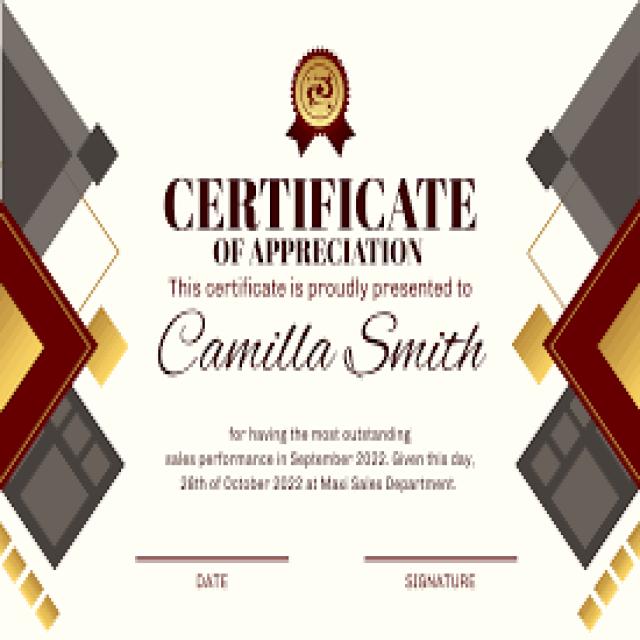 CERTIFICATE
OF APPRECIATION
This certificate is proudly presented to
Camilla Smith
for having the most outstanding
sales performance in September 2022. Given this day,
28th of October 2022 at Maxi Sales Department.
DATE
SIGNATURE